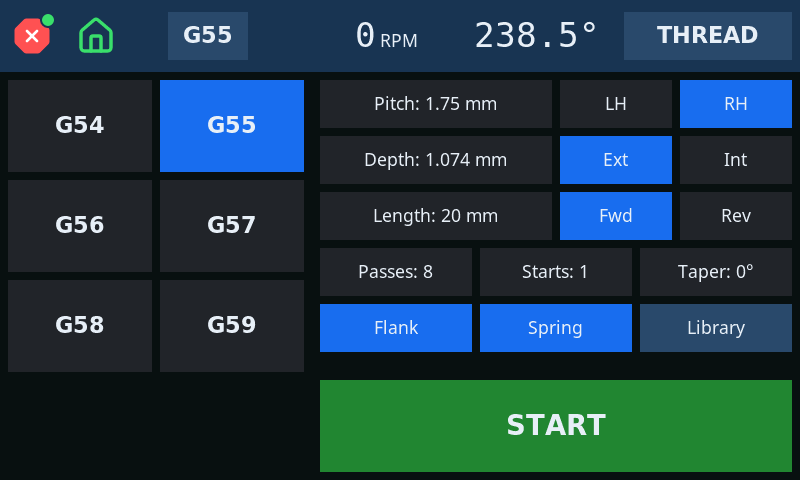 G55 0 RPM 238.5° THREAD
G54 G55
G56 G57
G58 G59
Pitch: 1.75 mm LH RH
Depth: 1.074 mm Ext Int
Length: 20 mm Fwd Rev
Passes: 8 Starts: 1 Taper: 0°
Flank Spring Library
START